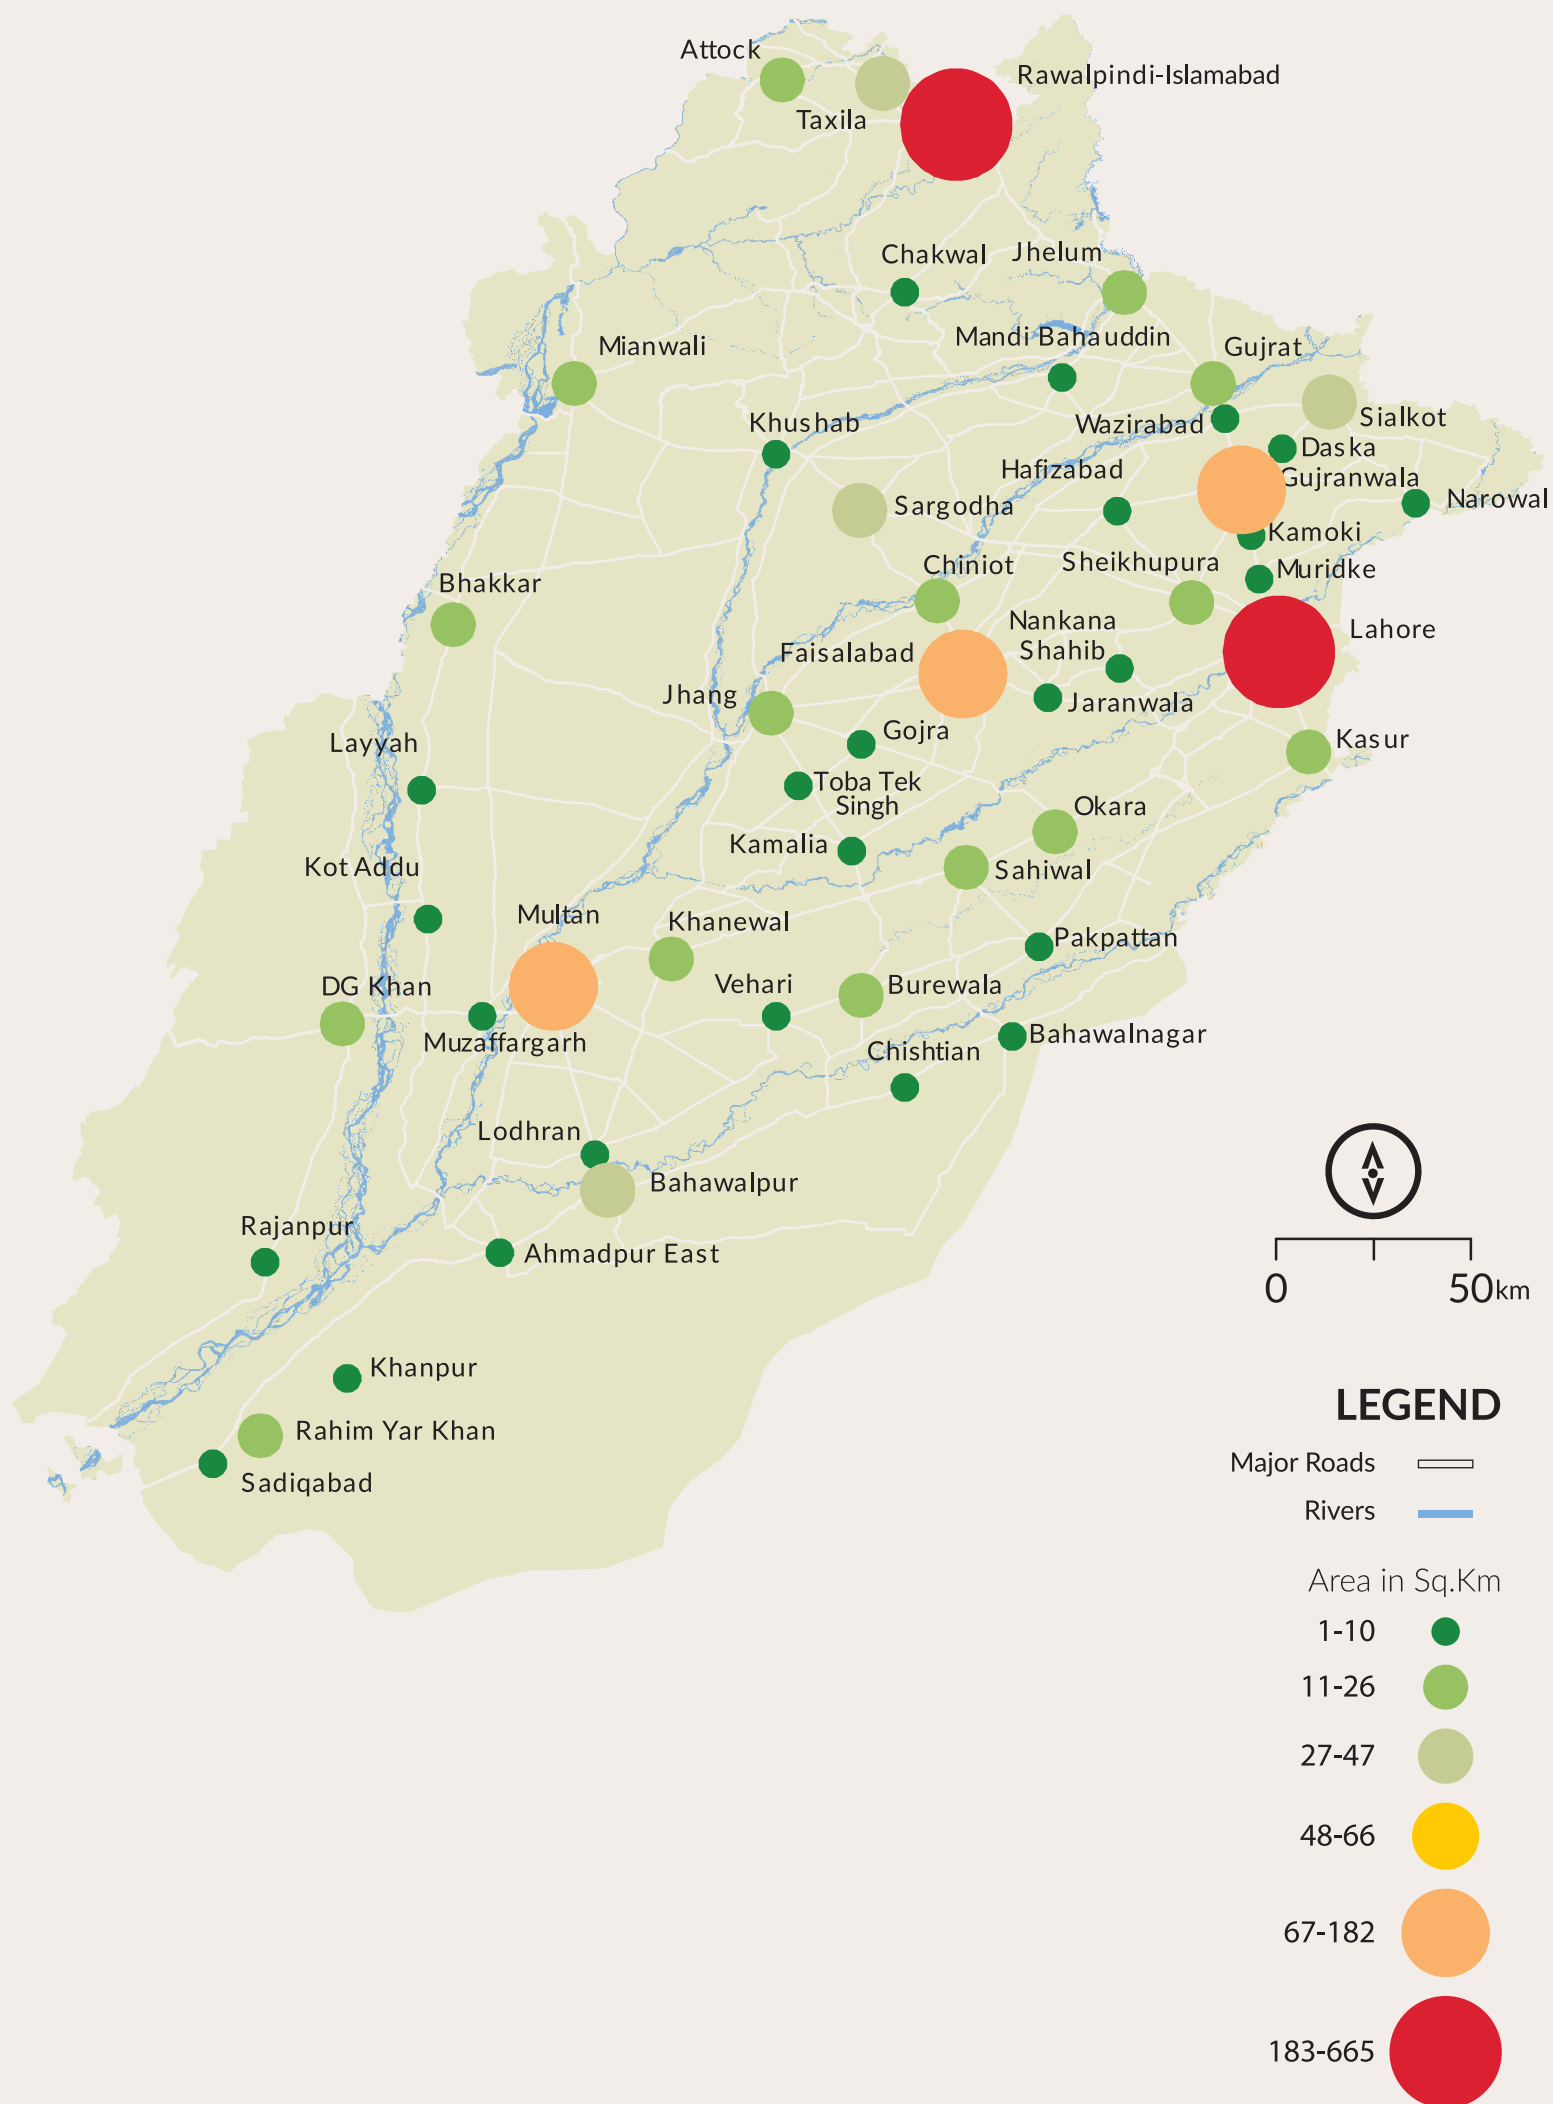 Attock
Rawalpindi-Islamabad
Taxila
Chakwal
Jhelum
Mandi Bahauddin
Mianwali
Gujrat
Khushab
Wazirabad
Sialkot
Daska
Hafizabad
Gujranwala
Sargodha
Narowal
Kamoki
Chiniot
Sheikhupura
Muridke
Bhakkar
Nankana
Shahib
Lahore
Faisalabad
Jhang
Jaranwala
Gojra
Kasur
Layyah
Toba Tek
Singh
Okara
Kamalia
Kot Addu
Sahiwal
Multan
Khanewal
Pakpattan
DG Khan
Vehari
Burewala
Muzaffargarh
Bahawalnagar
Chishtian
Lodhran
Bahawalpur
Rajanpur
Ahmadpur East
Khanpur
Rahim Yar Khan
Sadiqabad
0 50km
LEGEND
Major Roads
Rivers
Area in Sq.Km
1-10
11-26
27-47
48-66
67-182
183-665